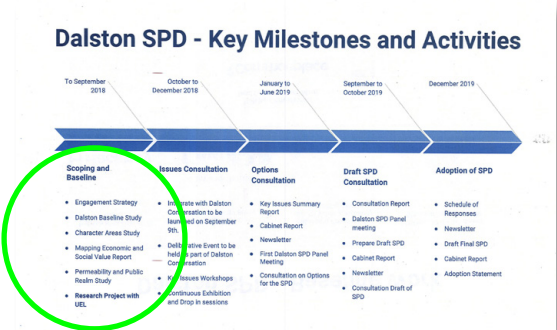 Dalston SPD - Key Milestones and Activities
To September
2018
October to
December 2018
January to
June 2019
September to
October 2019
December 2019
Scoping and
Baseline
Engagement Strategy
Dalston Baseline Study
Character Areas Study
Mapping Economic and
Social Value Report
Permeability and Public
Realm Study
Research Project with
UEL
Issues Consultation
Integrate with Dalston
Conversation to be
launched on September
9th.
Deliberative Event to be
held as part of Dalston
Conversation
Key Issues Workshops
Continuous Exhibition
and Drop in sessions
Options
Consultation
Key Issues Summary
Report
Cabinet Report
Newsletter
First Dalston SPD Panel
Meeting
Consultation on Options
for the SPD
Draft SPD
Consultation
Consultation Report
Dalston SPD Panel
meeting
Prepare Draft SPD
Cabinet Report
Newsletter
Consultation Draft of
SPD
Adoption of SPD
Schedule of
Responses
Newsletter
Draft Final SPD
Cabinet Report
Adoption Statement